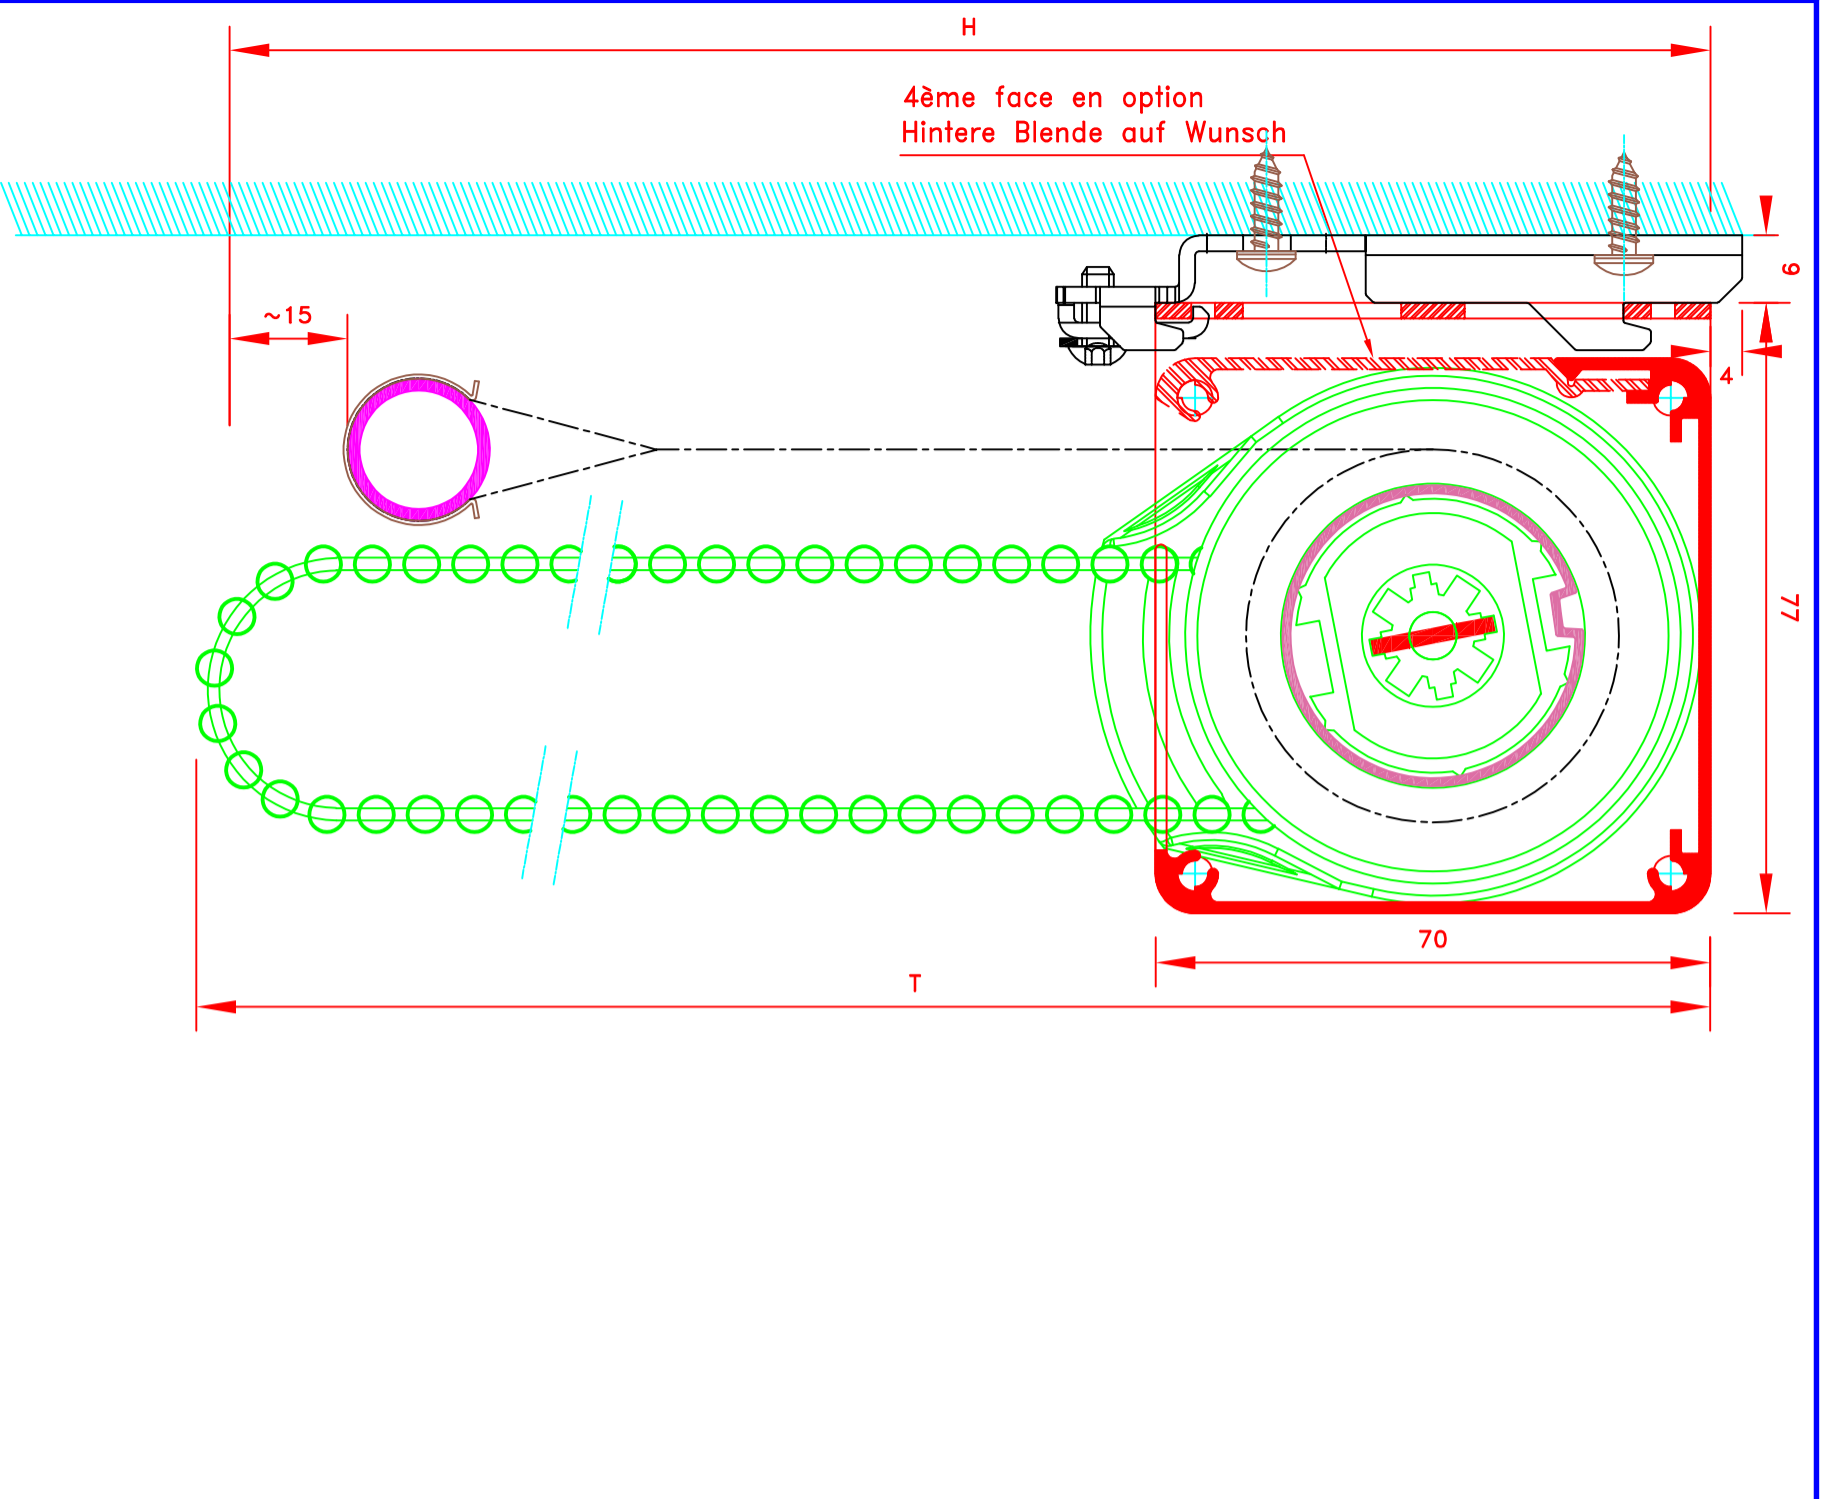 H
4ème face en option
Hintere Blende auf Wunsch
9
~15
4
77
70
T